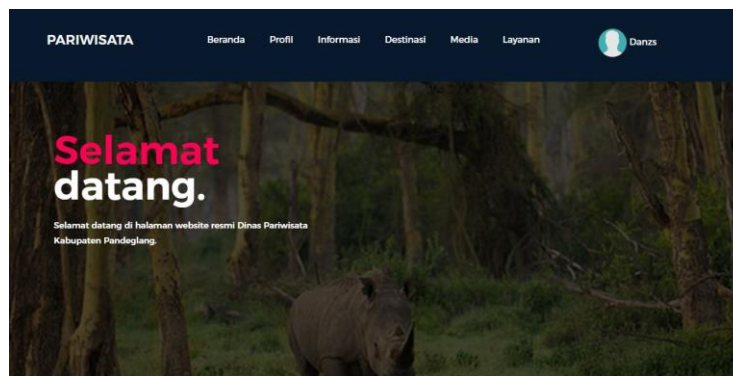 PARIWISATA
Beranda Profil Informasi Destinasi Media Layanan
Danzs
Selamat
datang.
Selamat datang di halaman website resmi Dinas Pariwisata
Kabupaten Pandeglang.